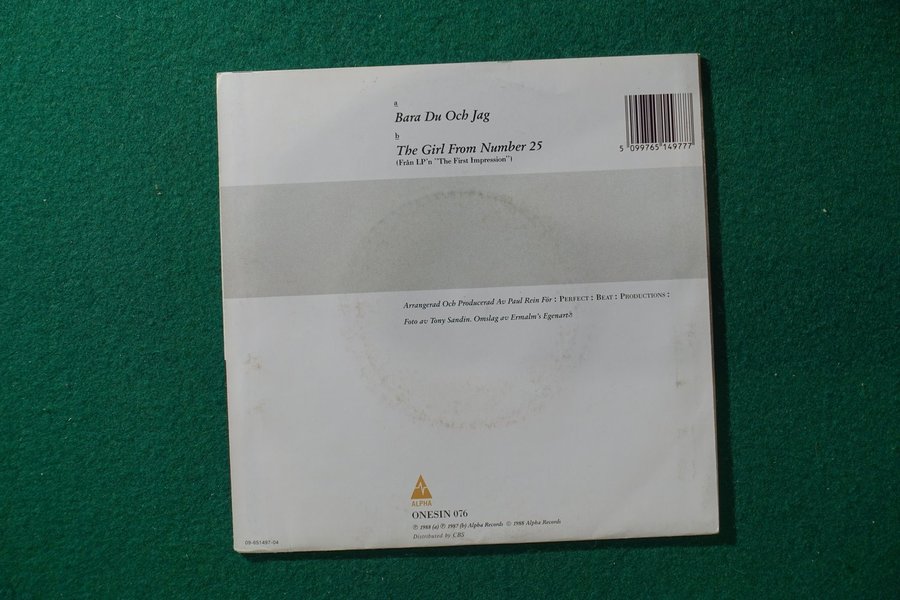 a
Bara Du Och Jag
b
The Girl From Number 25
(Från LP'n "The First Impression")
5 099765 149777
Arrangerad Och Producerad Av Paul Rein För : PERFECT : BEAT : PRODUCTIONS :
Foto av Tony Sandin. Omslag av Ermalm's Egenart
ALPHA
ONESIN 076
℗ 1988 (a) ℗ 1987 (b) Alpha Records © 1988 Alpha Records
Distributed by CBS
09-651497-04